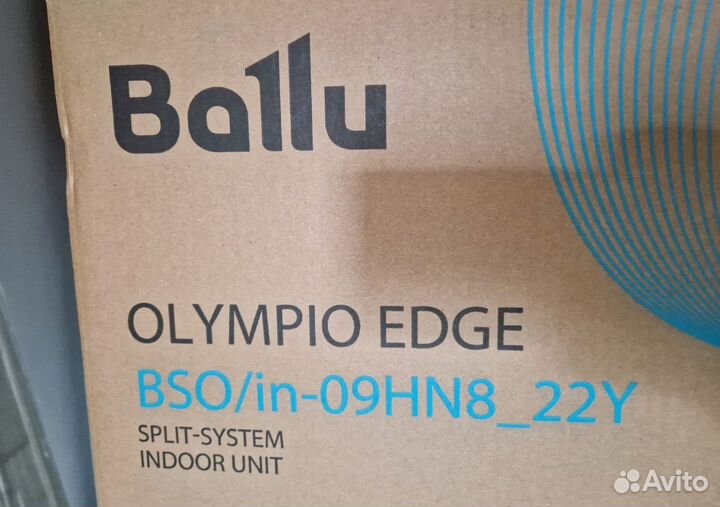 Ballu
OLYMPIO EDGE
BSO/in-09HN8_22Y
SPLIT-SYSTEM
INDOOR UNIT
Avito